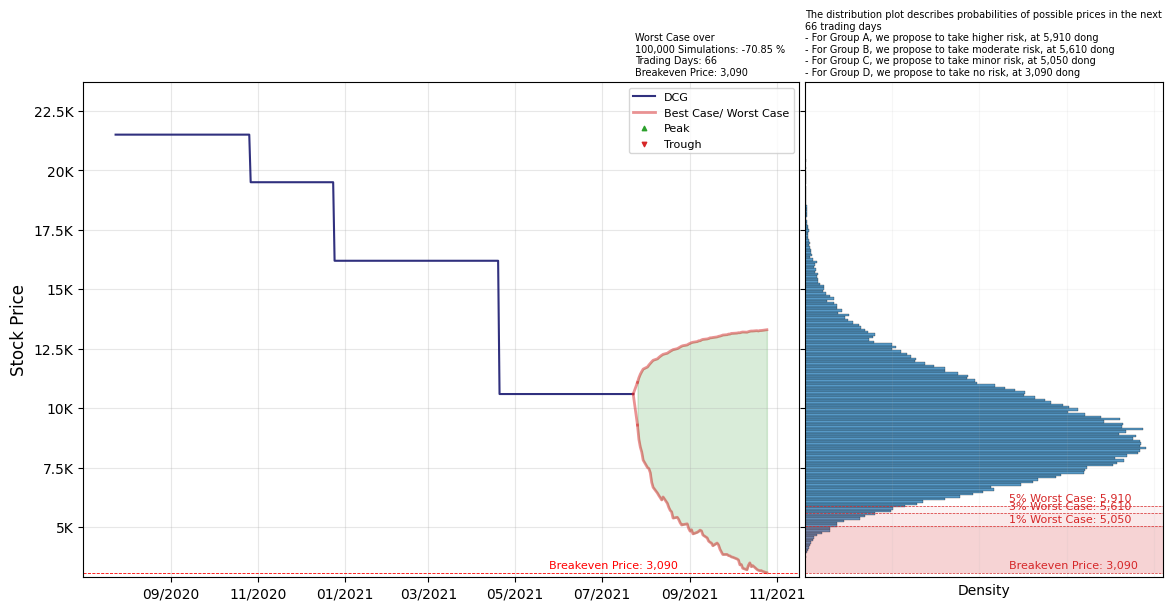 The distribution plot describes probabilities of possible prices in the next
66 trading days
- For Group A, we propose to take higher risk, at 5,910 dong
- For Group B, we propose to take moderate risk, at 5,610 dong
- For Group C, we propose to take minor risk, at 5,050 dong
- For Group D, we propose to take no risk, at 3,090 dong
Worst Case over
100,000 Simulations: -70.85 %
Trading Days: 66
Breakeven Price: 3,090
DCG
Best Case/ Worst Case
Peak
Trough
Stock Price
22.5K
20K
17.5K
15K
12.5K
10K
7.5K
5K
Breakeven Price: 3,090
09/2020
11/2020
01/2021
03/2021
05/2021
07/2021
09/2021
11/2021
5% Worst Case: 5,910
3% Worst Case: 5,610
1% Worst Case: 5,050
Breakeven Price: 3,090
Density